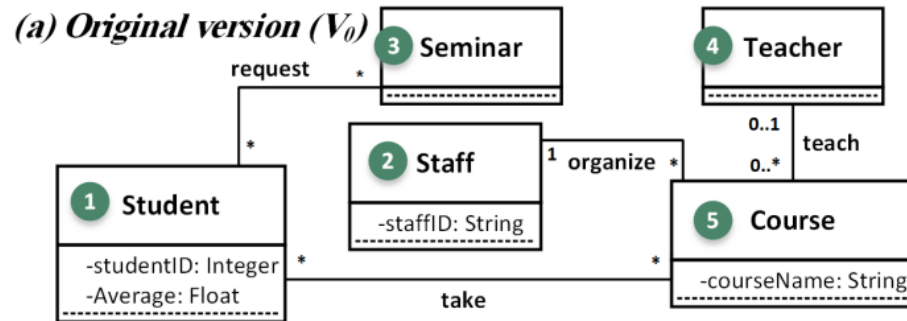 (a) Original version (V0)
3 Seminar
4 Teacher
request
*
*
0..1
teach
0..*
2 Staff
1
organize
*
-staffID: String
1 Student
-studentID: Integer
-Average: Float
*
take
*
5 Course
-courseName: String